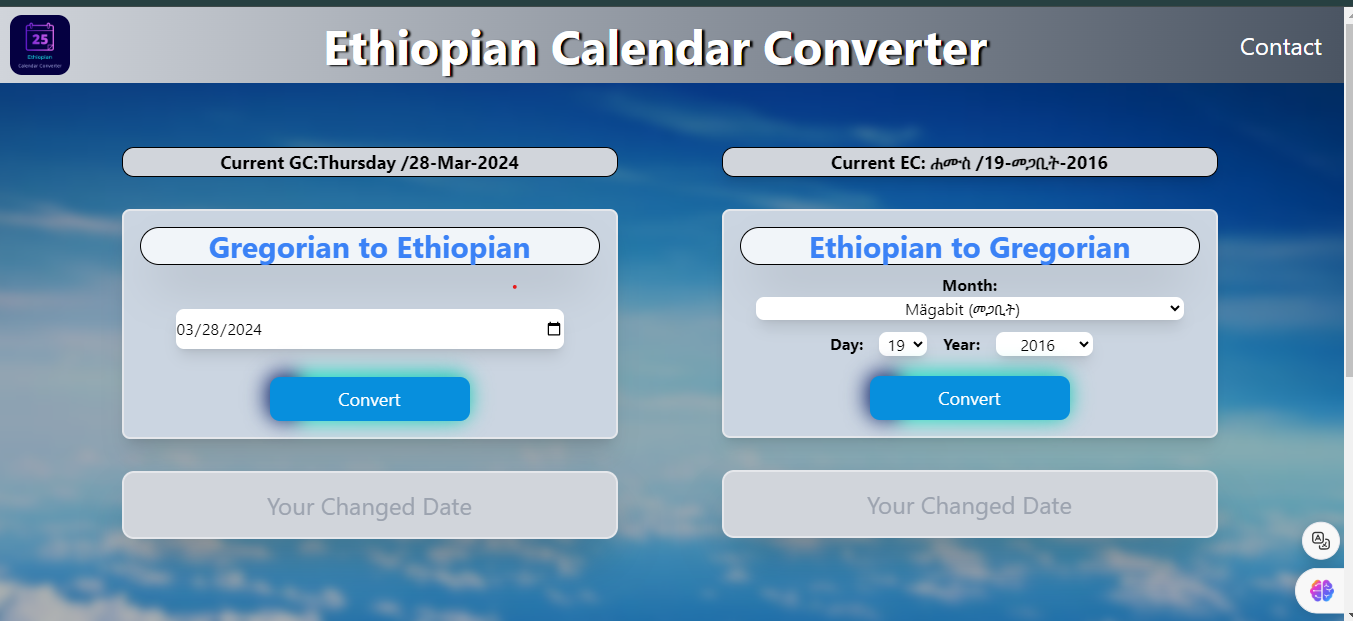 25
Ethiopian
Calendar Converter
Ethiopian Calendar Converter
Contact
Current GC:Thursday /28-Mar-2024
Current EC: ሐሙስ /19-መጋቢት-2016
Gregorian to Ethiopian
03/28/2024
Convert
Your Changed Date
Ethiopian to Gregorian
Month:
Mägabit (መጋቢት)
Day: 19 Year: 2016
Convert
Your Changed Date